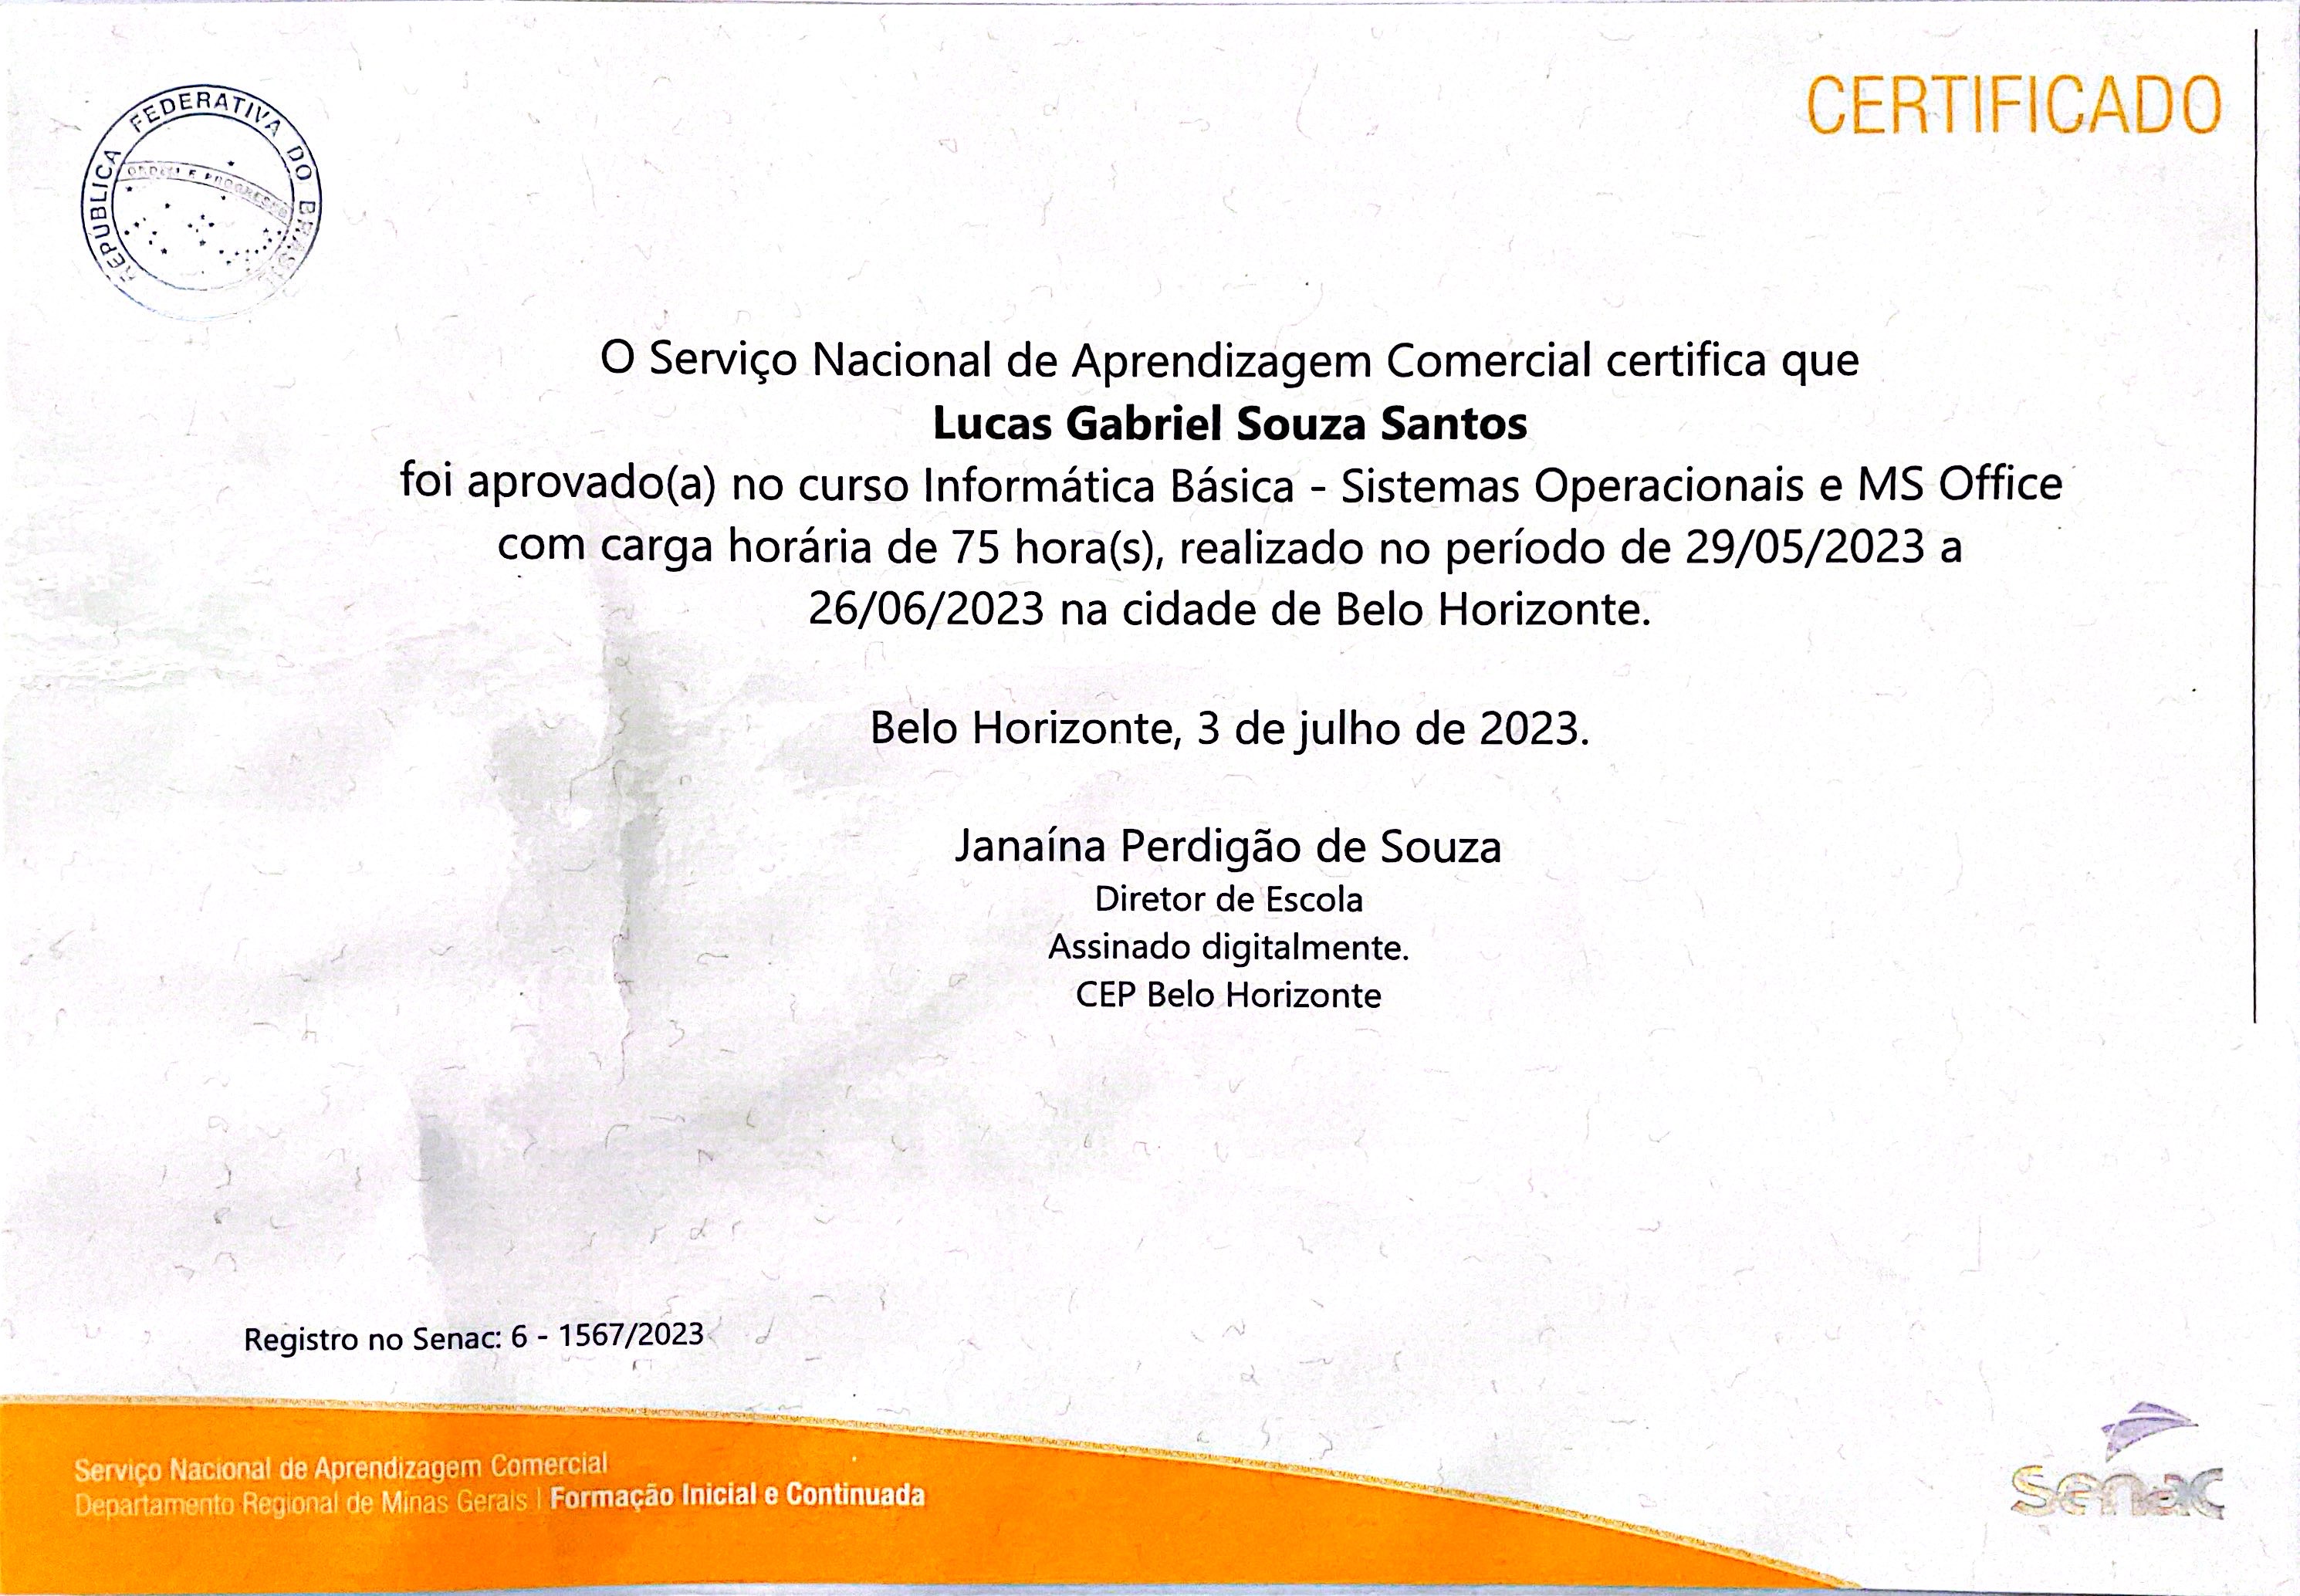 CERTIFICADO
REPÚBLICA FEDERATIVA DO BRASIL
ORDEM E PROGRESSO
O Serviço Nacional de Aprendizagem Comercial certifica que
Lucas Gabriel Souza Santos
foi aprovado(a) no curso Informática Básica - Sistemas Operacionais e MS Office
com carga horária de 75 hora(s), realizado no período de 29/05/2023 a
26/06/2023 na cidade de Belo Horizonte.
Belo Horizonte, 3 de julho de 2023.
Janaína Perdigão de Souza
Diretor de Escola
Assinado digitalmente.
CEP Belo Horizonte
Registro no Senac: 6 - 1567/2023
Serviço Nacional de Aprendizagem Comercial
Departamento Regional de Minas Gerais | Formação Inicial e Continuada
senac